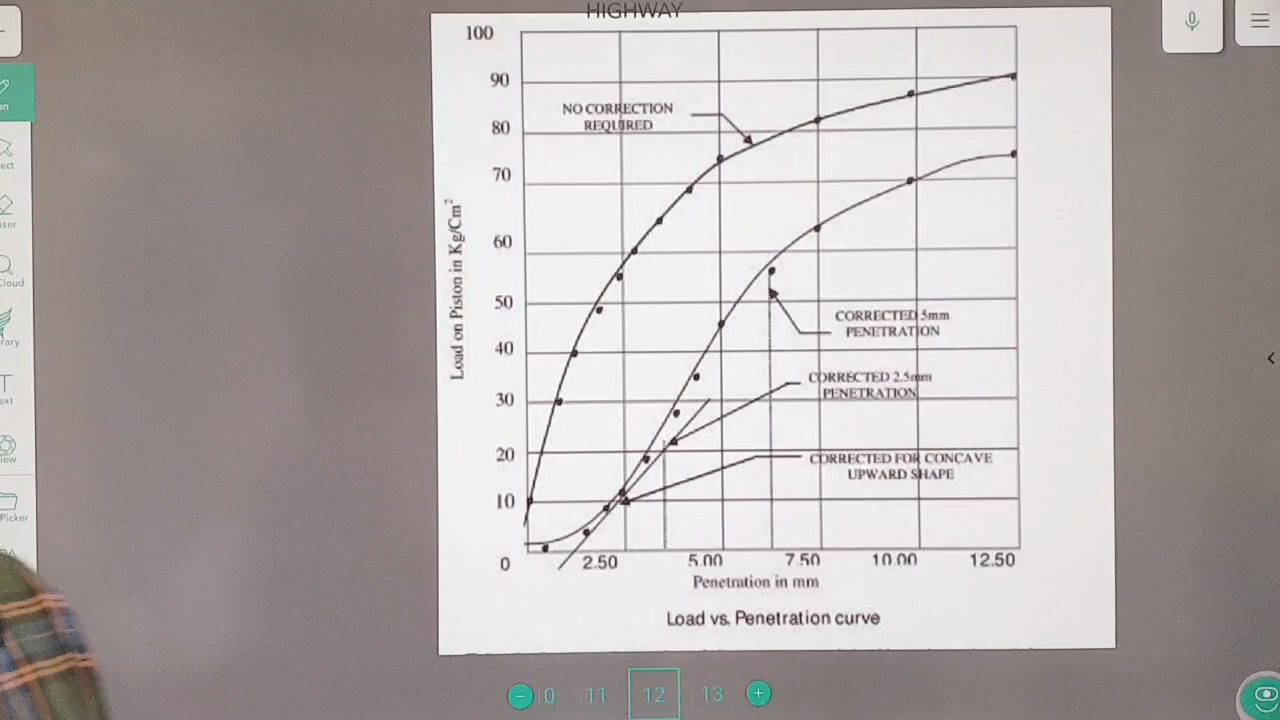 HIGHWAY
100
90
80
70
60
50
40
30
20
10
0
Load on Piston in Kg/Cm²
NO CORRECTION
REQUIRED
CORRECTED 5mm
PENETRATION
CORRECTED 2.5mm
PENETRATION
CORRECTED FOR CONCAVE
UPWARD SHAPE
2.50 5.00 7.50 10.00 12.50
Penetration in mm
Load vs. Penetration curve
11 12 13
Picker